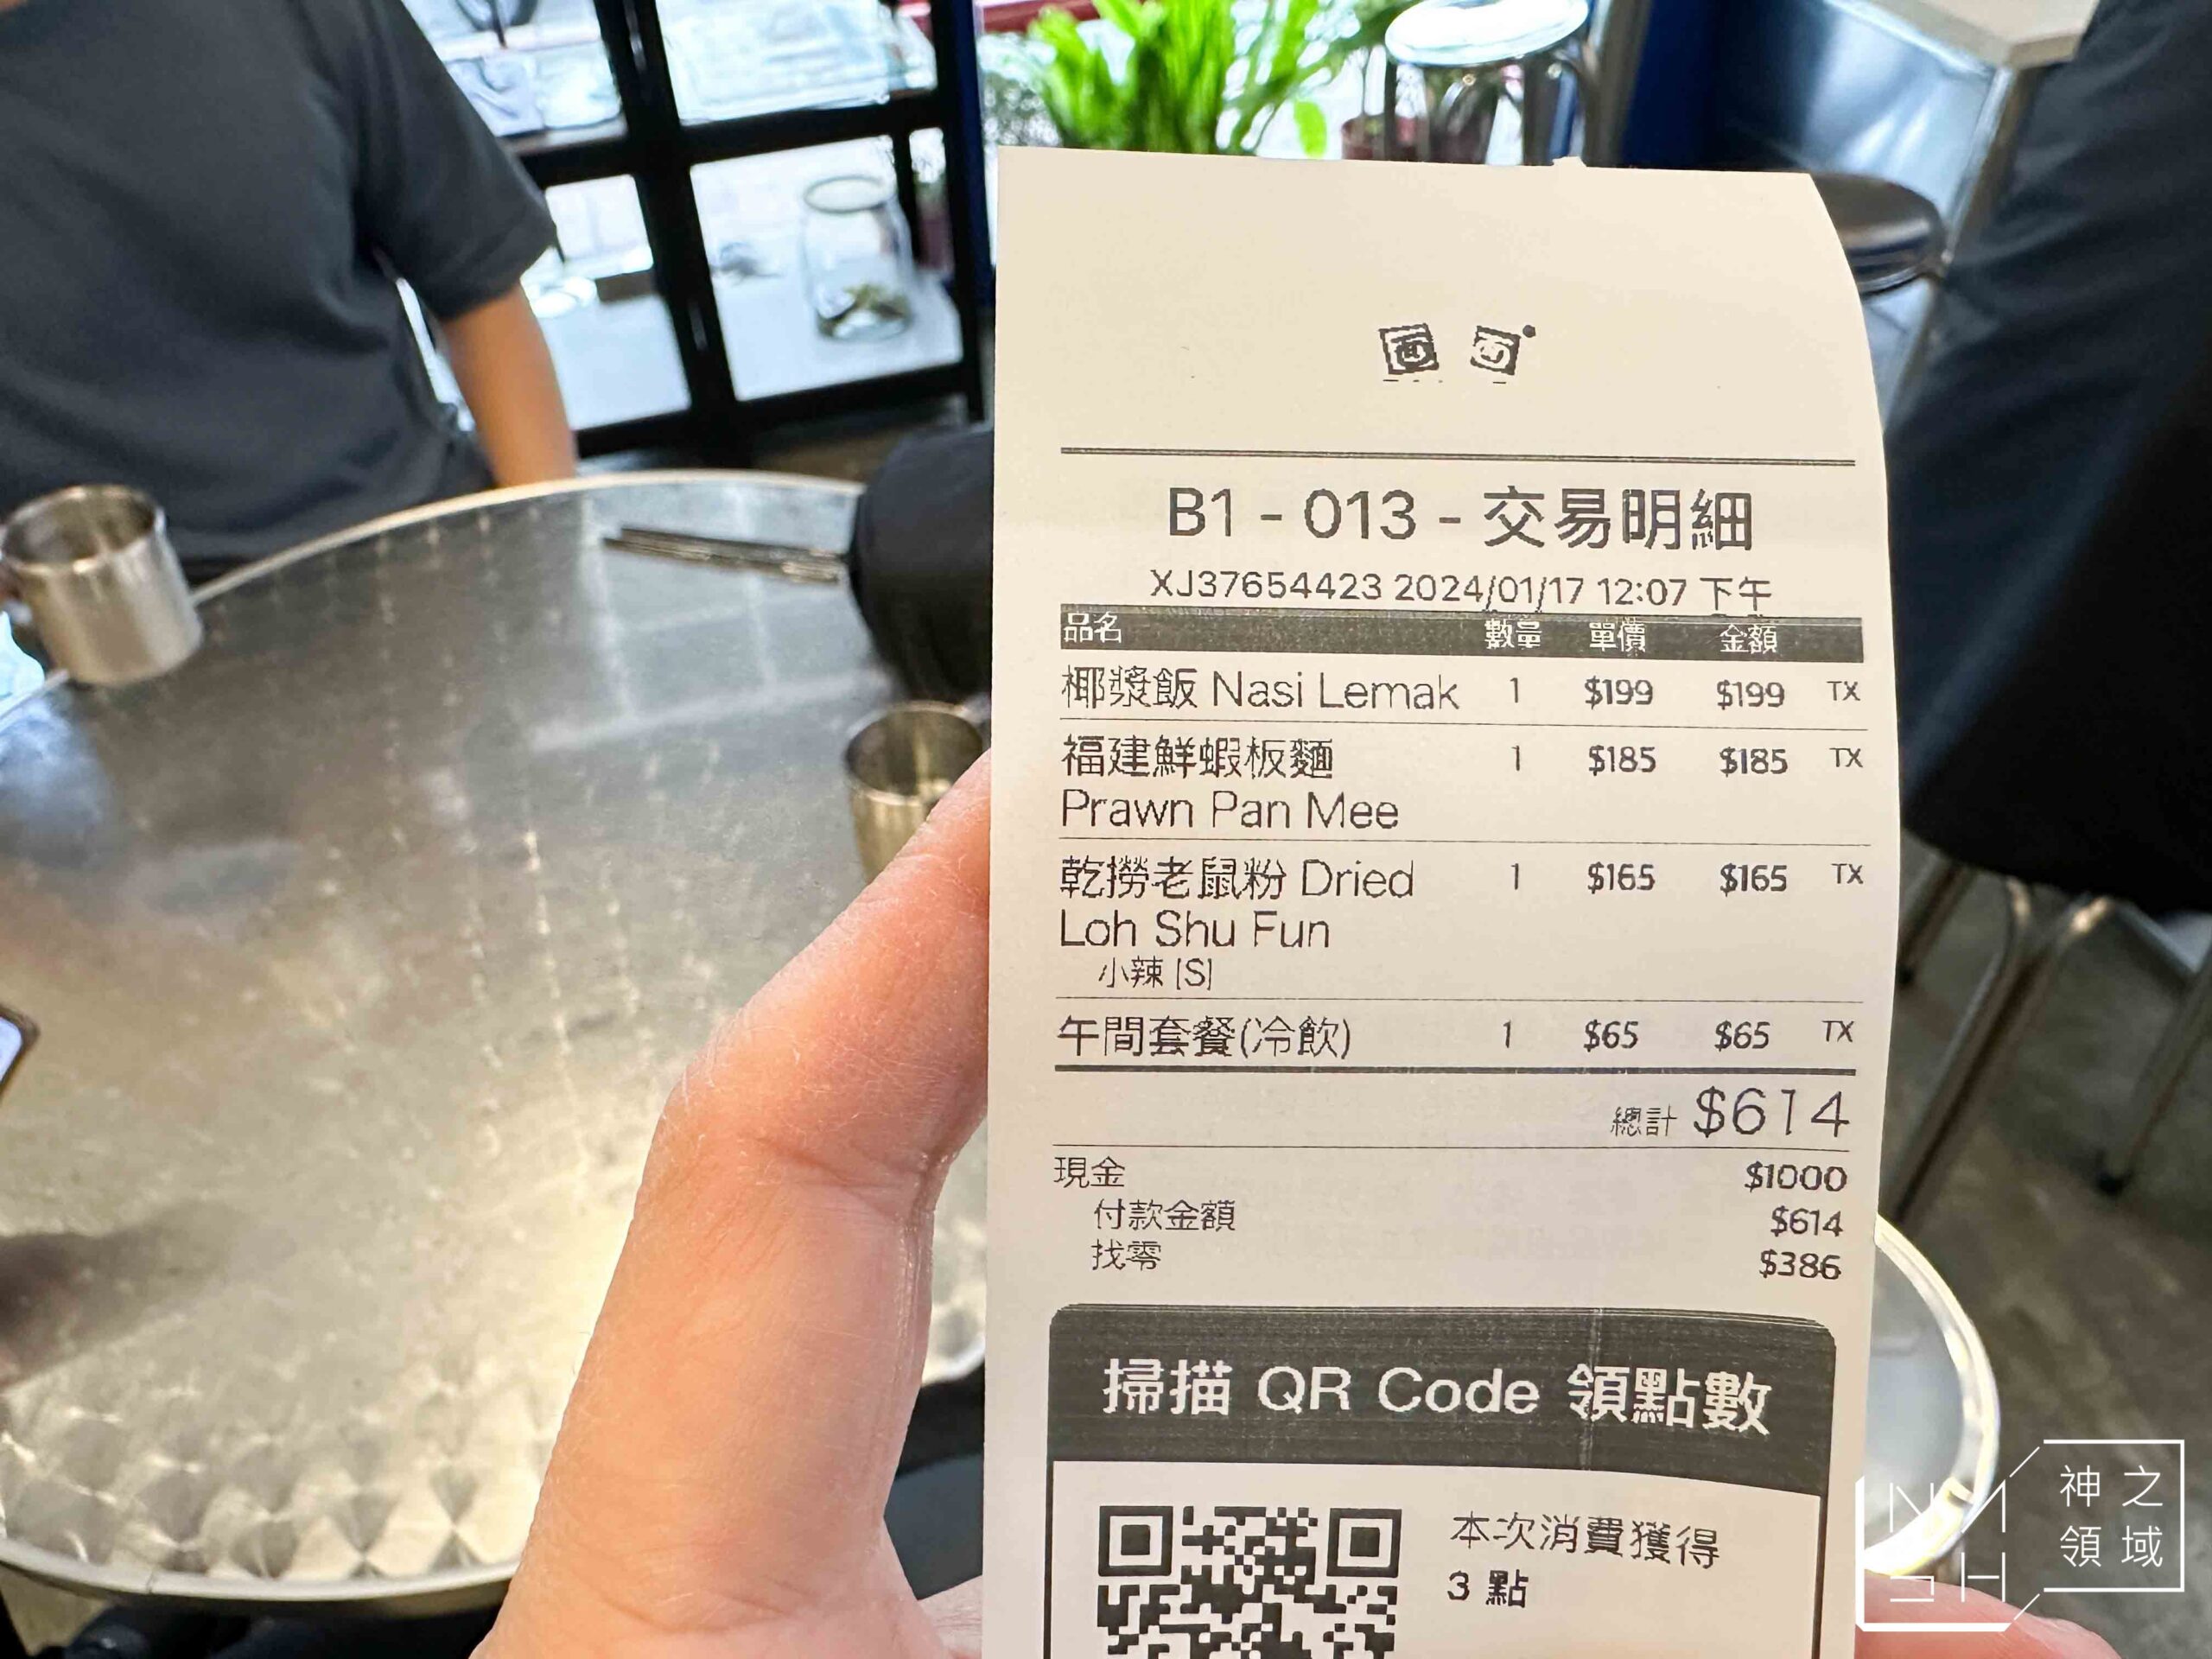 面 面
B1 - 013 - 交易明細
XJ37654423 2024/01/17 12:07 下午
品名 數量 單價 金額
椰漿飯 Nasi Lemak 1 $199 $199 TX
福建鮮蝦板麵 1 $185 $185 TX
Prawn Pan Mee
乾撈老鼠粉 Dried 1 $165 $165 TX
Loh Shu Fun
小辣 [S]
午間套餐(冷飲) 1 $65 $65 TX
總計 $614
現金 $1000
付款金額 $614
找零 $386
掃描 QR Code 領點數
本次消費獲得
3 點
神之
領域